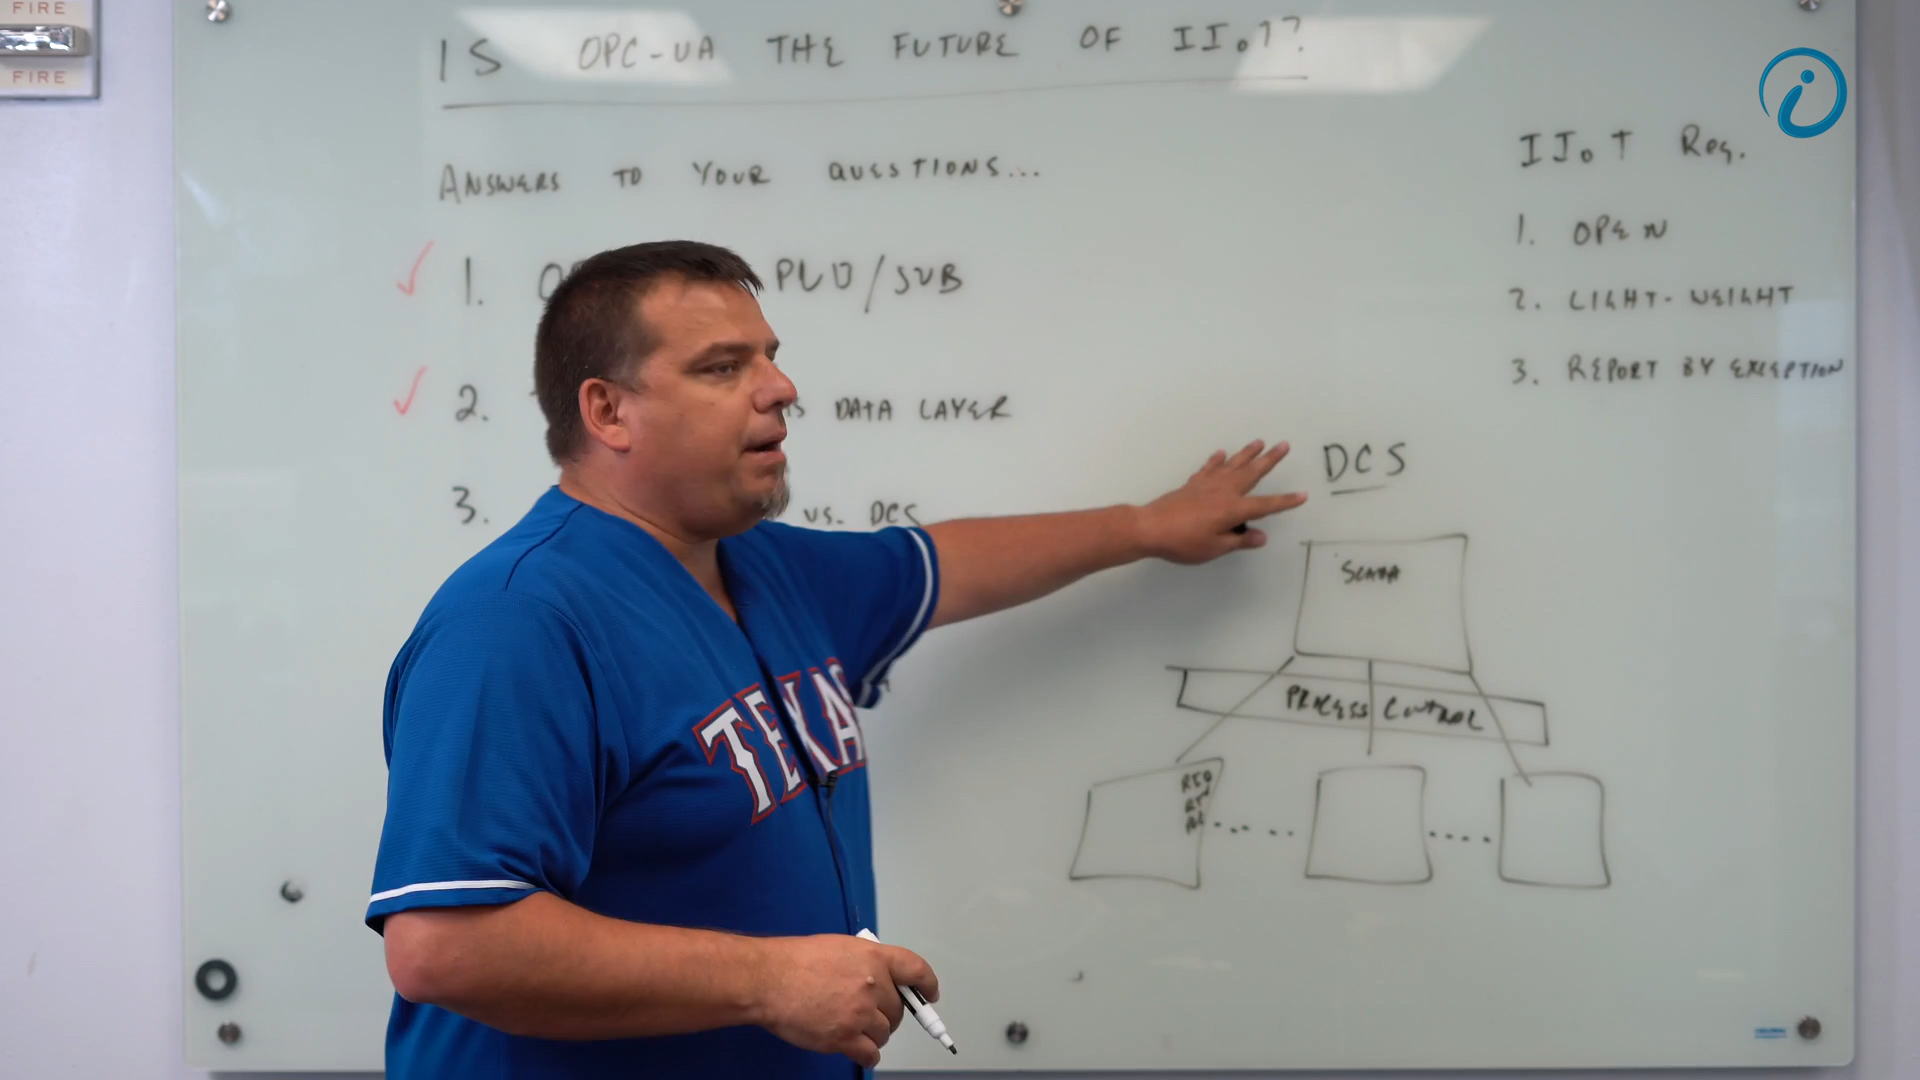 FIRE
FIRE
IS OPC-UA THE FUTURE OF IIoT?
ANSWERS TO YOUR QUESTIONS...
1. PUB/SUB
2. DATA LAYER
3. vs. DCS
IIoT Req.
1. OPEN
2. LIGHT-WEIGHT
3. REPORT BY EXCEPTION
DCS
SCADA
PROCESS CONTROL
TEXAS